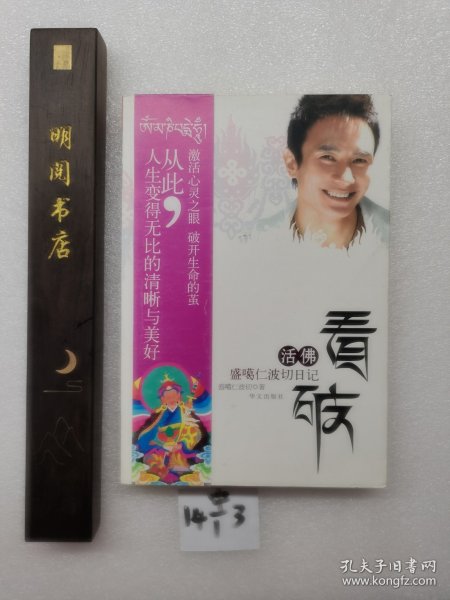 明阅书店
ༀ་མ་ཎི་པདྨེ་ཧཱུྃ།
激活心灵之眼 破开生命的茧
从此，
人生变得无比的清晰与美好
看破
活佛
盛噶仁波切日记
盛噶仁波切 著
华文出版社
14 中/1 3
孔夫子旧书网
www.kongfz.com